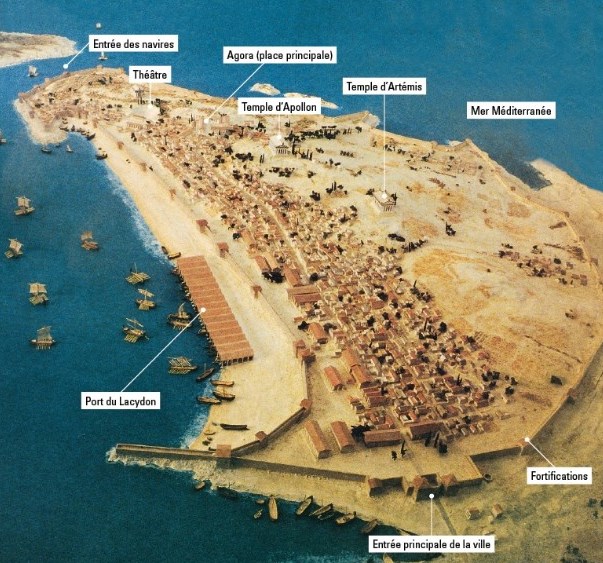 Entrée des navires
Agora (place principale)
Théâtre
Temple d'Artémis
Temple d'Apollon
Mer Méditerranée
Port du Lacydon
Fortifications
Entrée principale de la ville